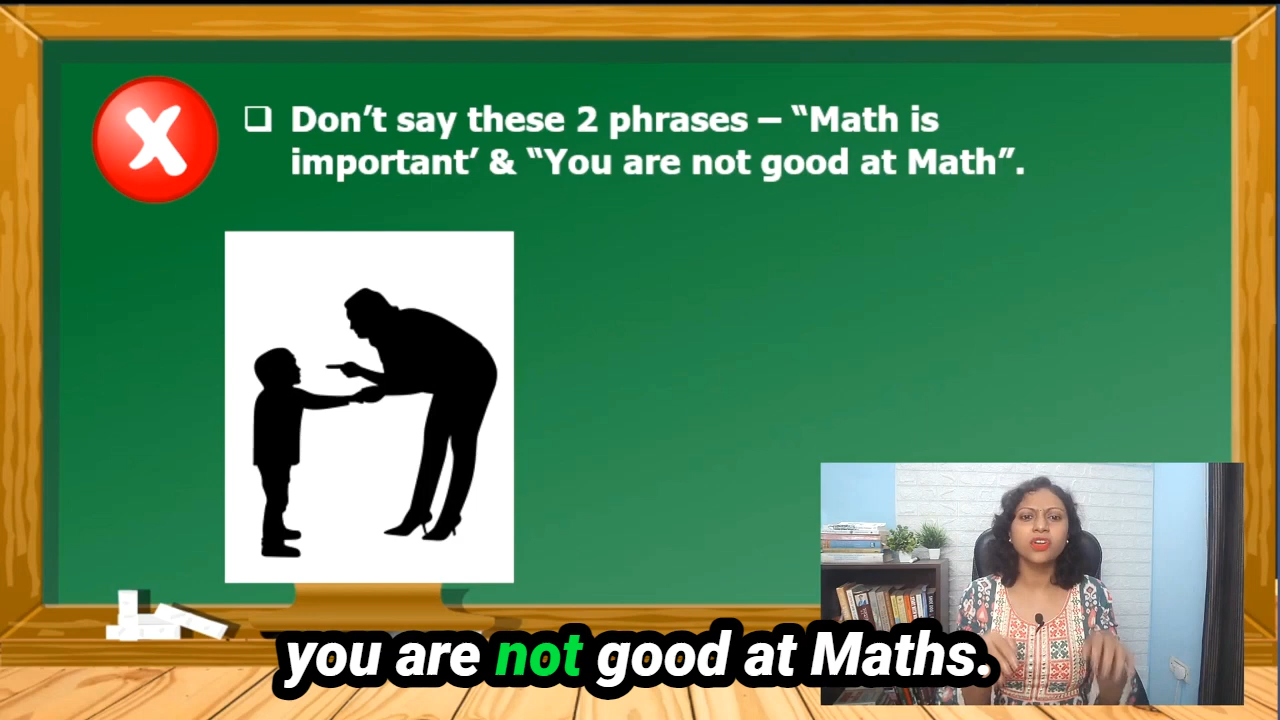 ❑ Don’t say these 2 phrases – “Math is
important’ & “You are not good at Math”.
you are not good at Maths.